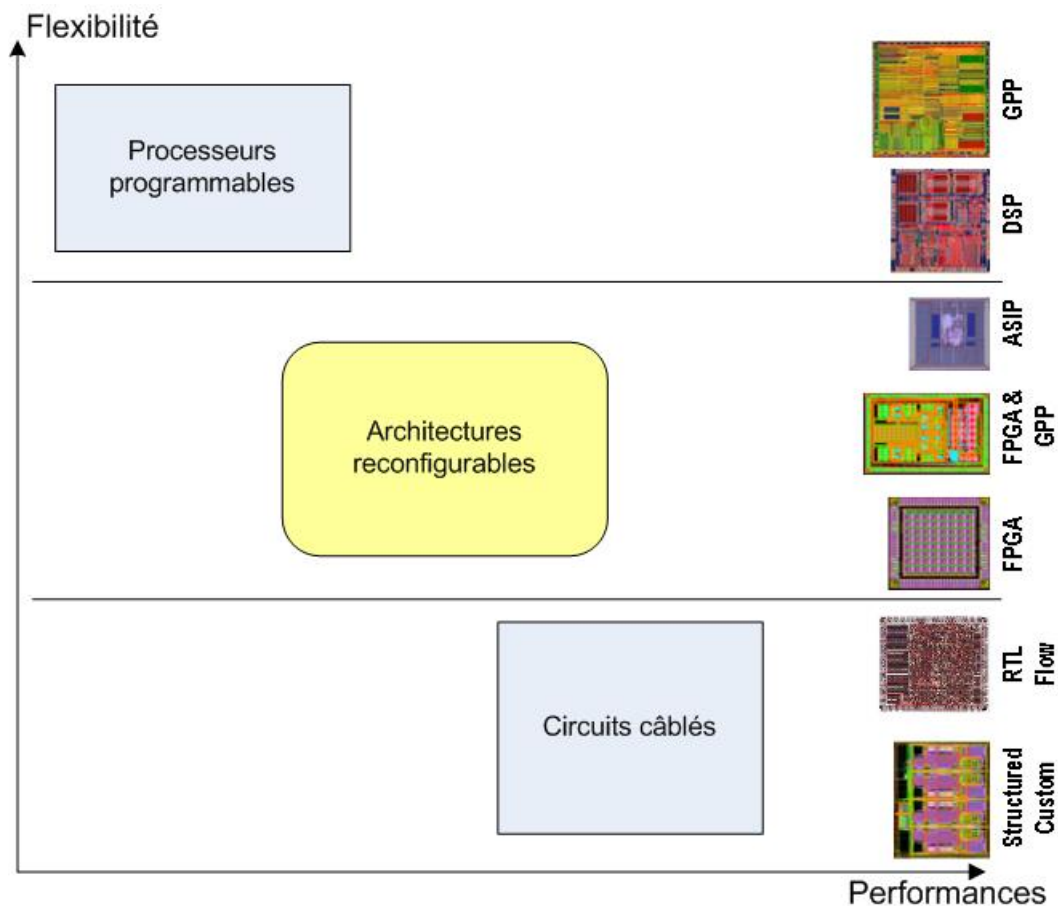 Flexibilité
Processeurs
programmables
GPP
DSP
Architectures
reconfigurables
ASIP
FPGA &
GPP
FPGA
Circuits câblés
RTL
Flow
Structured
Custom
Performances